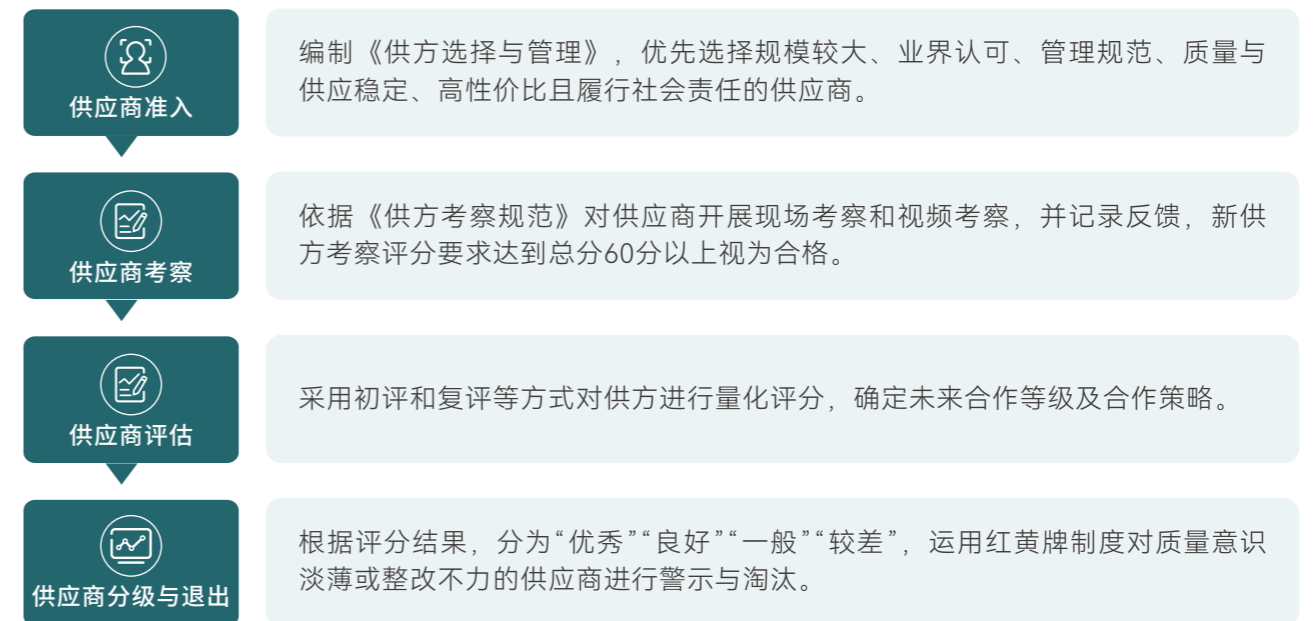 供应商准入
编制《供方选择与管理》，优先选择规模较大、业界认可、管理规范、质量与
供应稳定、高性价比且履行社会责任的供应商。
供应商考察
依据《供方考察规范》对供应商开展现场考察和视频考察，并记录反馈，新供
方考察评分要求达到总分60分以上视为合格。
供应商评估
采用初评和复评等方式对供方进行量化评分，确定未来合作等级及合作策略。
供应商分级与退出
根据评分结果，分为“优秀”“良好”“一般”“较差”，运用红黄牌制度对质量意识
淡薄或整改不力的供应商进行警示与淘汰。